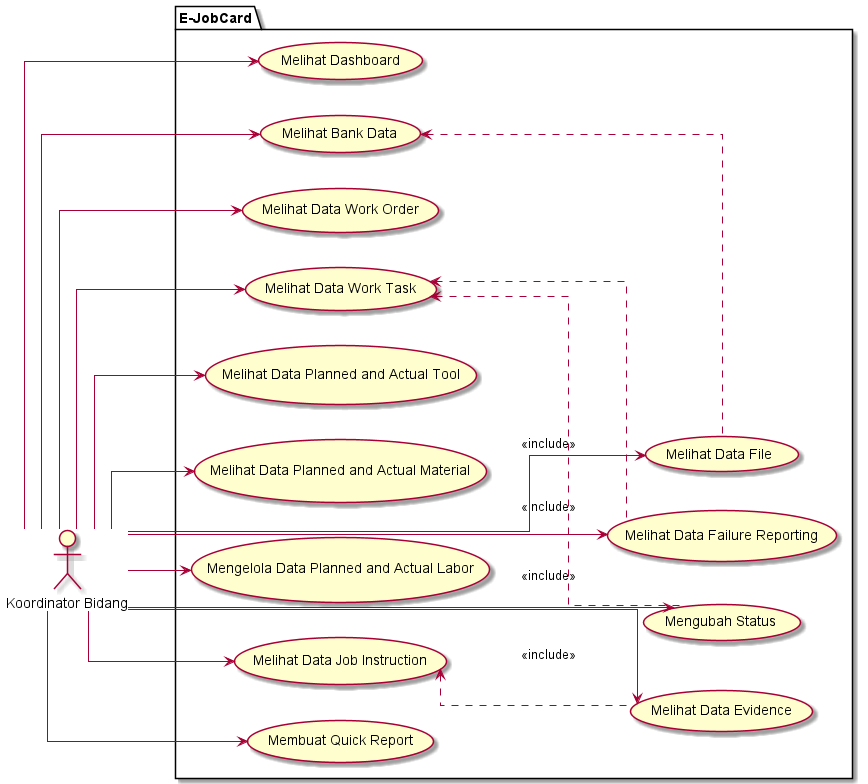 E-JobCard
Melihat Dashboard
Melihat Bank Data
Melihat Data Work Order
Melihat Data Work Task
Melihat Data Planned and Actual Tool
«include»
Melihat Data File
Melihat Data Planned and Actual Material
«include»
Melihat Data Failure Reporting
Mengelola Data Planned and Actual Labor
«include»
Koordinator Bidang
Mengubah Status
«include»
Melihat Data Job Instruction
Melihat Data Evidence
Membuat Quick Report